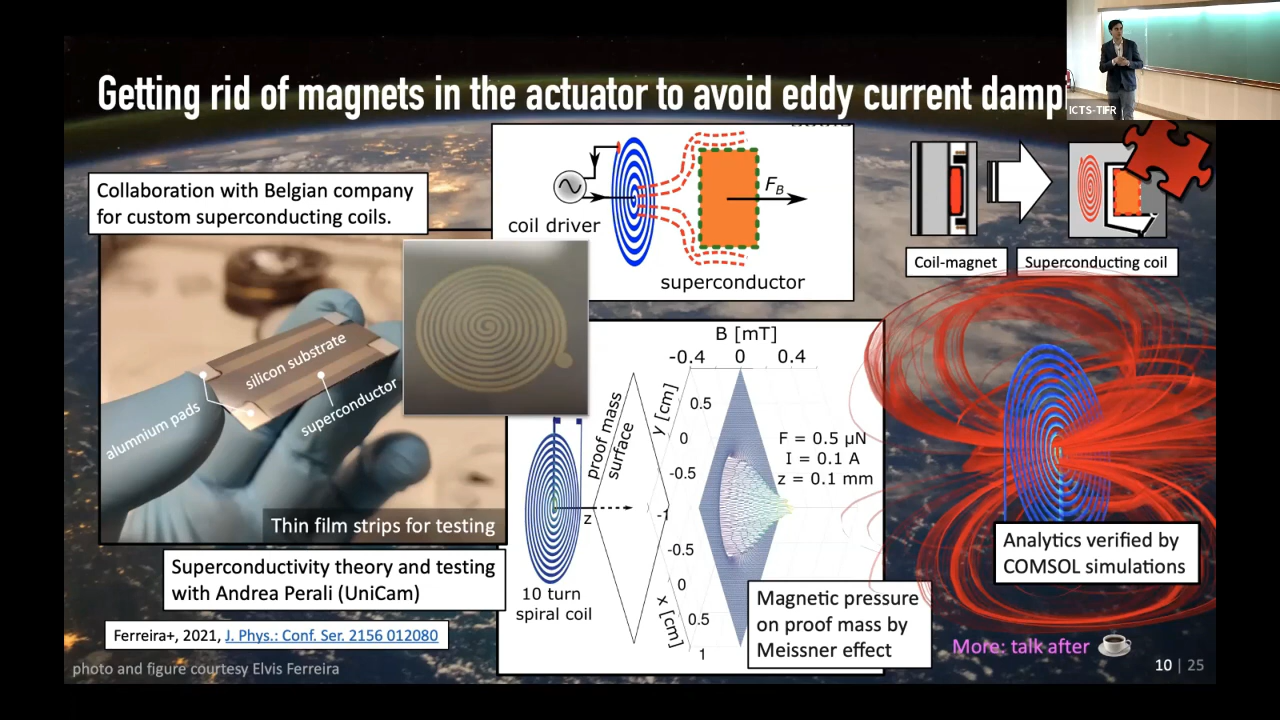 Getting rid of magnets in the actuator to avoid eddy current damp
ICTS-TIFR
Collaboration with Belgian company
for custom superconducting coils.
coil driver
F_B
superconductor
Coil-magnet
Superconducting coil
alumnium pads
silicon substrate
superconductor
Thin film strips for testing
B [mT]
-0.4 0 0.4
y [cm]
0.5
0
-0.5
-1
-0.5
0
0.5
1
x [cm]
proof mass
surface
z
10 turn
spiral coil
F = 0.5 µN
I = 0.1 A
z = 0.1 mm
Magnetic pressure
on proof mass by
Meissner effect
Analytics verified by
COMSOL simulations
Superconductivity theory and testing
with Andrea Perali (UniCam)
Ferreira+, 2021, J. Phys.: Conf. Ser. 2156 012080
photo and figure courtesy Elvis Ferreira
More: talk after
10 | 25